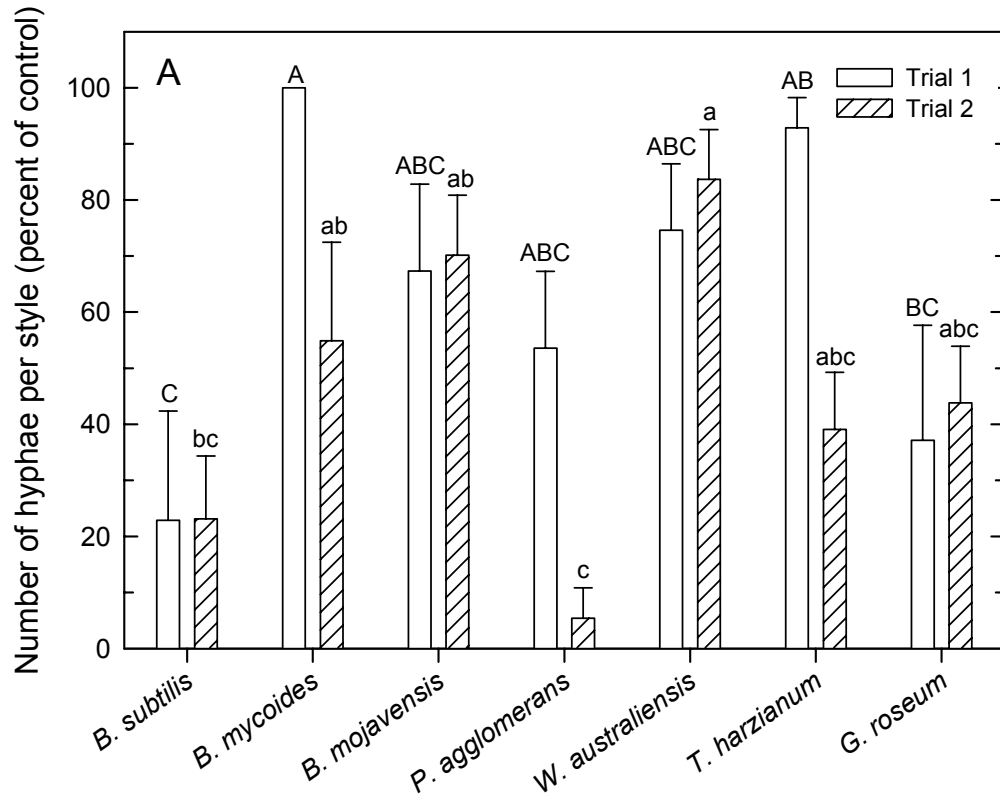 Number of hyphae per style (percent of control)
A
Trial 1
Trial 2
100
80
60
40
20
0
C
bc
A
ab
ABC
ab
ABC
c
ABC
a
AB
abc
BC
abc
B. subtilis
B. mycoides
B. mojavensis
P. agglomerans
W. australiensis
T. harzianum
G. roseum